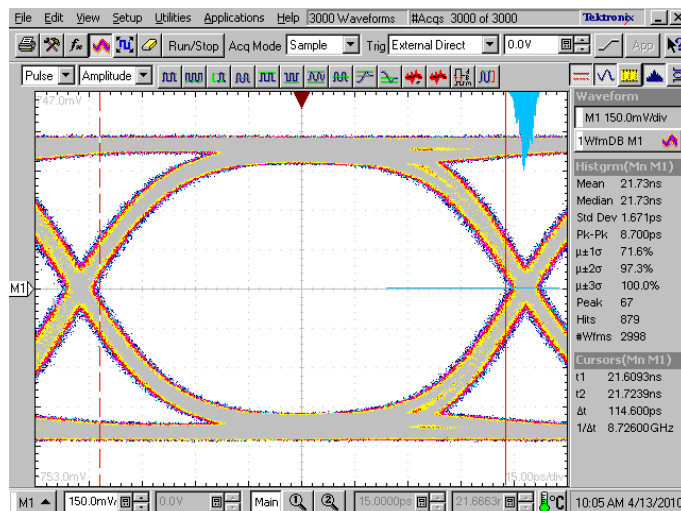 File Edit View Setup Utilities Applications Help 3000 Waveforms #Acqs 3000 of 3000 Tektronix
Run/Stop Acq Mode Sample Trig External Direct 0.0V App
Pulse Amplitude
747.0mV
Waveform
M1 150.0mV/div
1 WfmDB M1
Histgrm(Mn M1)
Mean 21.73ns
Median 21.73ns
Std Dev 1.671ps
Pk-Pk 8.700ps
µ±1σ 71.6%
µ±2σ 97.3%
µ±3σ 100.0%
Peak 67
Hits 879
#Wfms 2998
M1
Cursors(Mn M1)
t1 21.6093ns
t2 21.7239ns
Δt 114.600ps
1/Δt 8.72600GHz
-753.0mV 15.00ps/div
M1 150.0mV/ 0.0V Main 15.0000ps 21.6663r °C 10:05 AM 4/13/2010